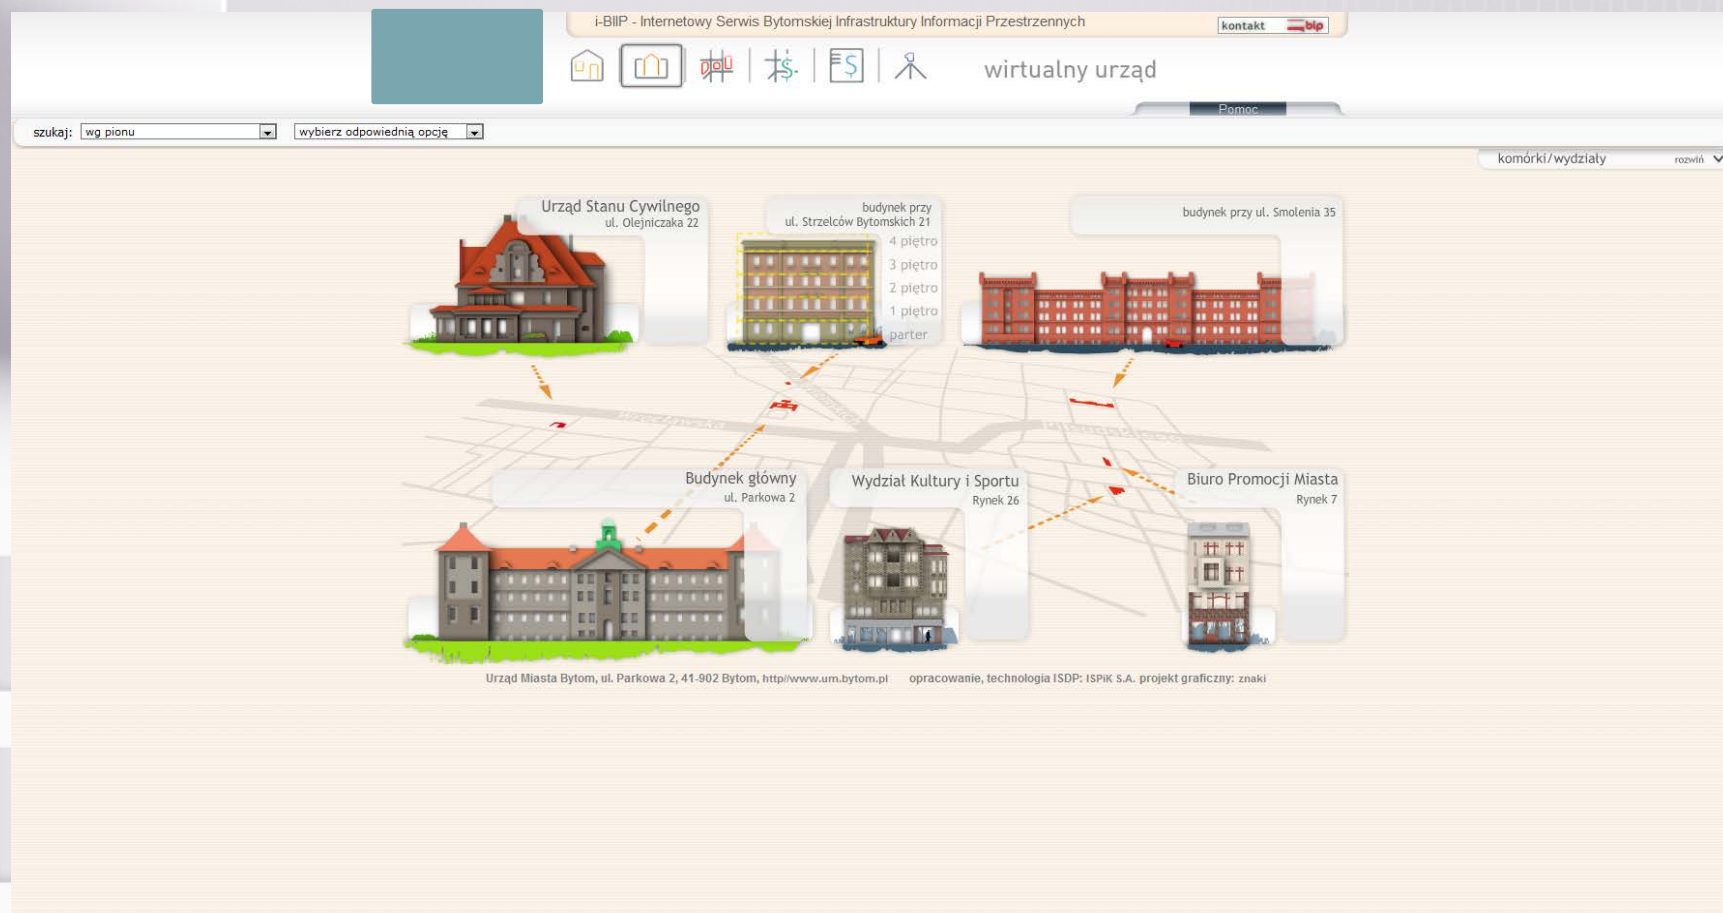 i-BIIP - Internetowy Serwis Bytomskiej Infrastruktury Informacji Przestrzennych
kontakt bip
wirtualny urząd
Pomoc
szukaj: wg pionu wybierz odpowiednią opcję
komórki/wydziały rozwiń
Urząd Stanu Cywilnego
ul. Olejniczaka 22
budynek przy
ul. Strzelców Bytomskich 21
4 piętro
3 piętro
2 piętro
1 piętro
parter
budynek przy ul. Smolenia 35
Wrocławska
Piłsudskiego
Budynek główny
ul. Parkowa 2
Wydział Kultury i Sportu
Rynek 26
Biuro Promocji Miasta
Rynek 7
Urząd Miasta Bytom, ul. Parkowa 2, 41-902 Bytom, http//www.um.bytom.pl opracowanie, technologia ISDP: ISPiK S.A. projekt graficzny: znaki